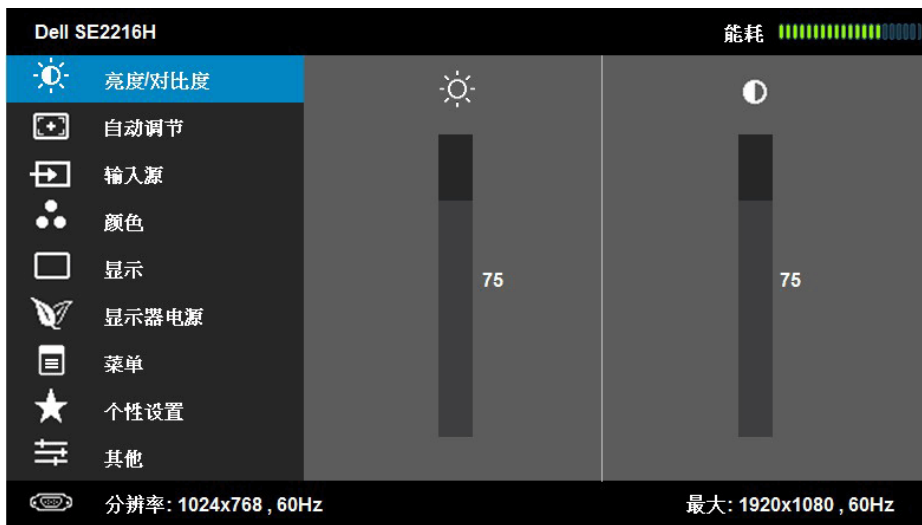 Dell SE2216H 能耗
亮度/对比度
自动调节
输入源
颜色
显示
75 75
显示器电源
菜单
个性设置
其他
分辨率: 1024x768 , 60Hz 最大: 1920x1080 , 60Hz